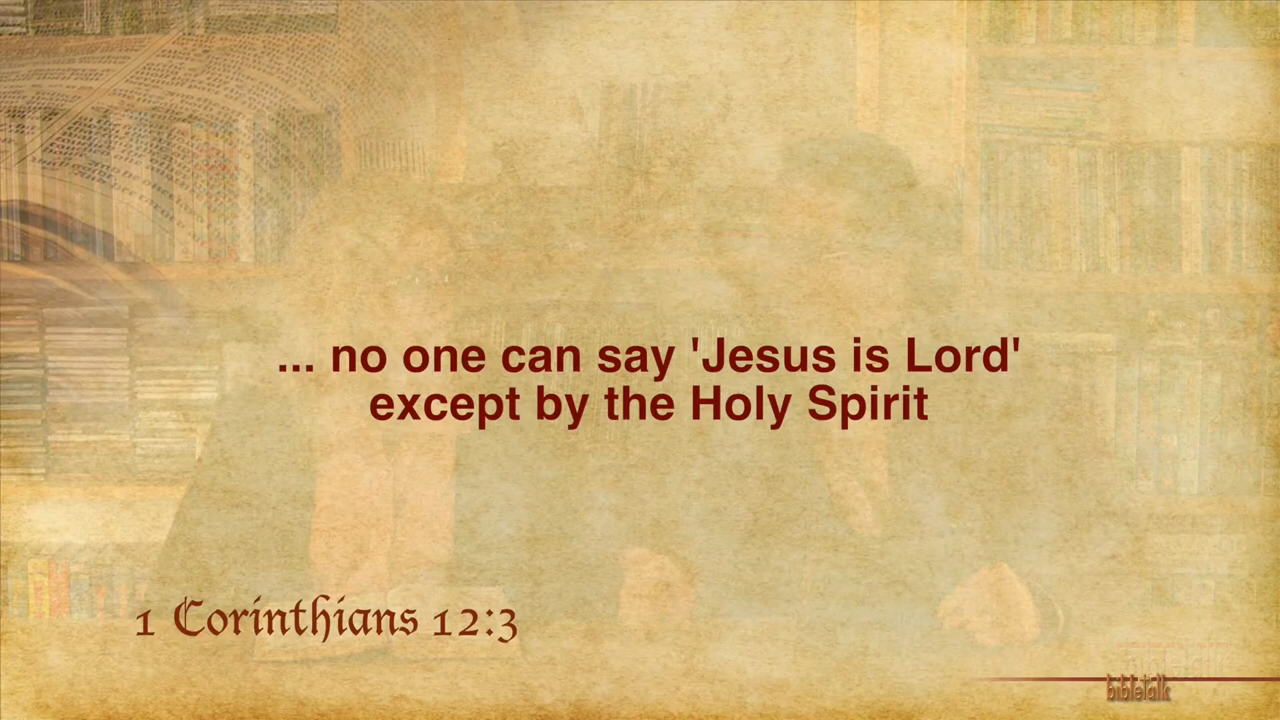 ... no one can say 'Jesus is Lord'
except by the Holy Spirit
1 Corinthians 12:3
bibletalk